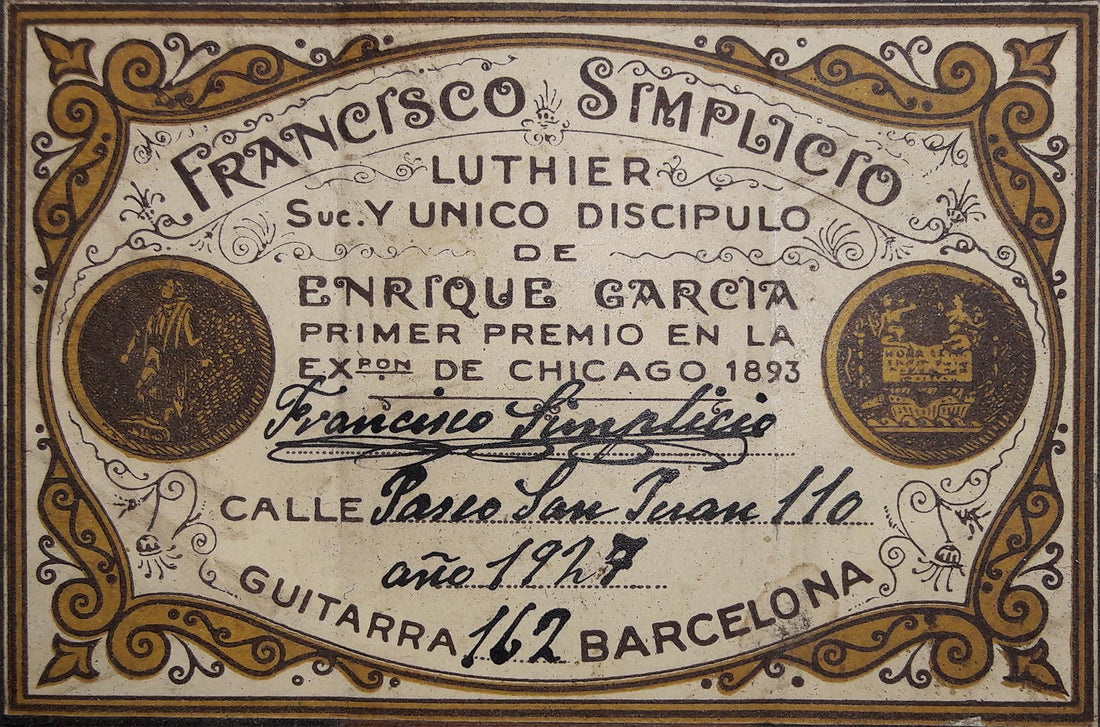 FRANCISCO SIMPLICIO
LUTHIER
Suc. Y UNICO DISCIPULO
DE
ENRIQUE GARCIA
PRIMER PREMIO EN LA
EXPON DE CHICAGO 1893
Francisco Simplicio
CALLE Paseo San Juan 110
año 1927
GUITARRA 162 BARCELONA